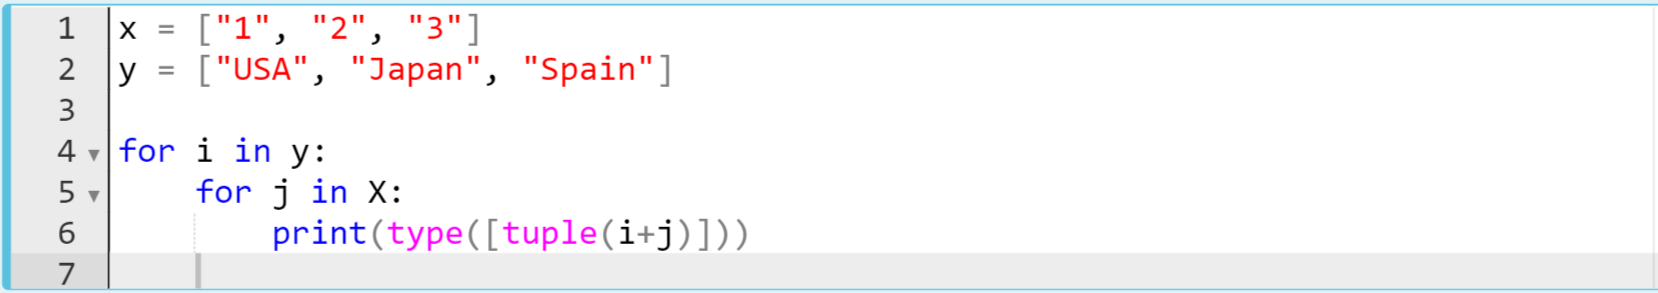 1 x = ["1", "2", "3"]
2 y = ["USA", "Japan", "Spain"]
3
4 for i in y:
5     for j in X:
6         print(type([tuple(i+j)]))
7